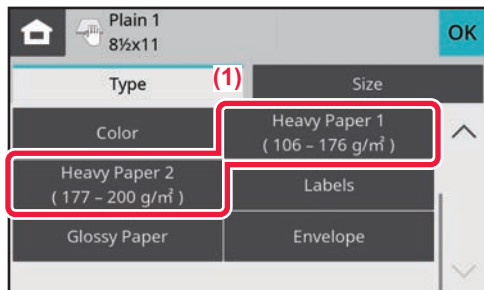 Plain 1
8½x11
OK
Type
(1)
Size
Color
Heavy Paper 1
( 106 – 176 g/㎡ )
Heavy Paper 2
( 177 – 200 g/㎡ )
Labels
Glossy Paper
Envelope